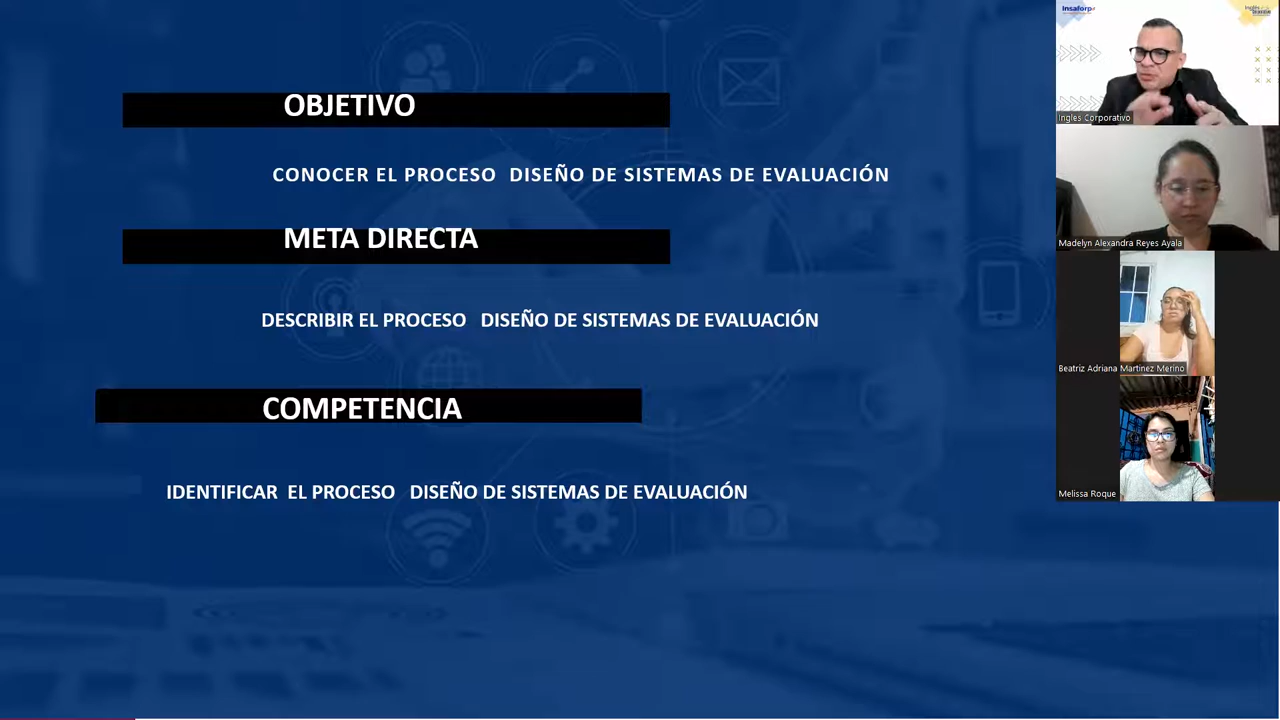 OBJETIVO
CONOCER EL PROCESO DISEÑO DE SISTEMAS DE EVALUACIÓN
META DIRECTA
DESCRIBIR EL PROCESO DISEÑO DE SISTEMAS DE EVALUACIÓN
COMPETENCIA
IDENTIFICAR EL PROCESO DISEÑO DE SISTEMAS DE EVALUACIÓN
Insaforp
Ingles Corporativo
Madelyn Alexandra Reyes Ayala
Beatriz Adriana Martinez Merino
Melissa Roque